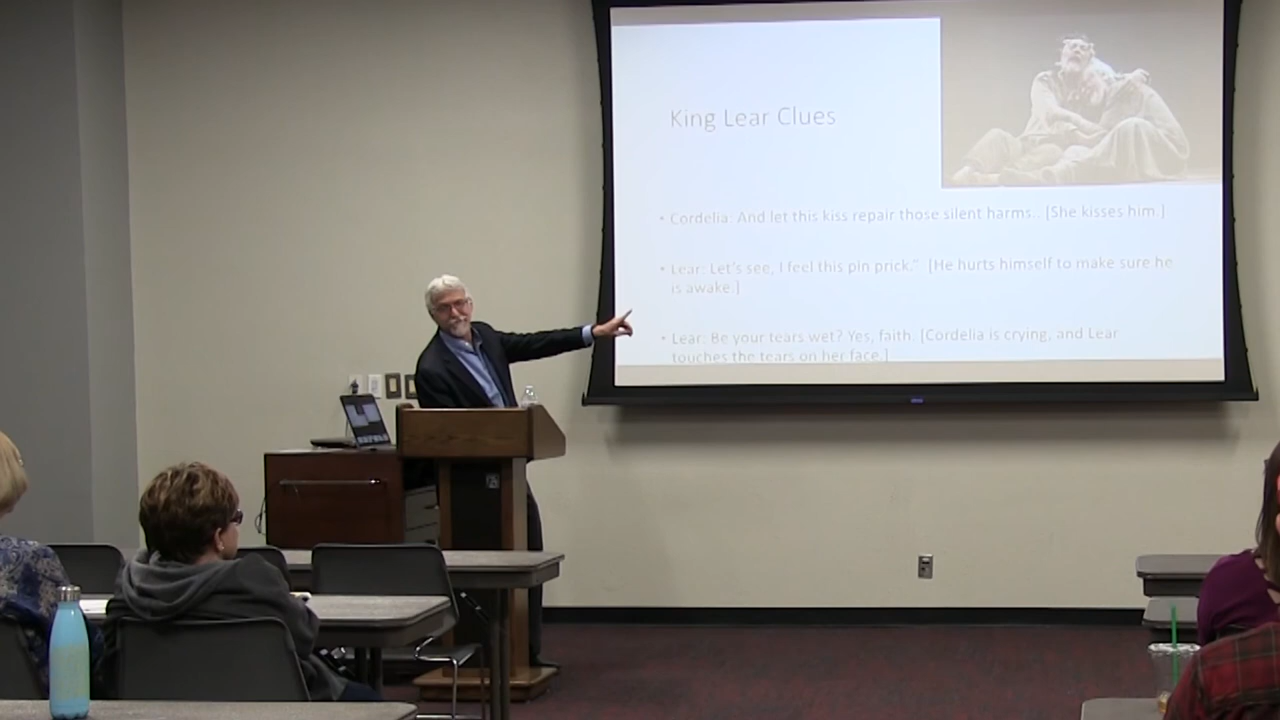 King Lear Clues
• Cordelia: And let this kiss repair those silent harms.. [She kisses him.]
• Lear: Let's see, I feel this pin prick." [He hurts himself to make sure he
is awake.]
• Lear: Be your tears wet? Yes, faith. [Cordelia is crying, and Lear
touches the tears on her face.]